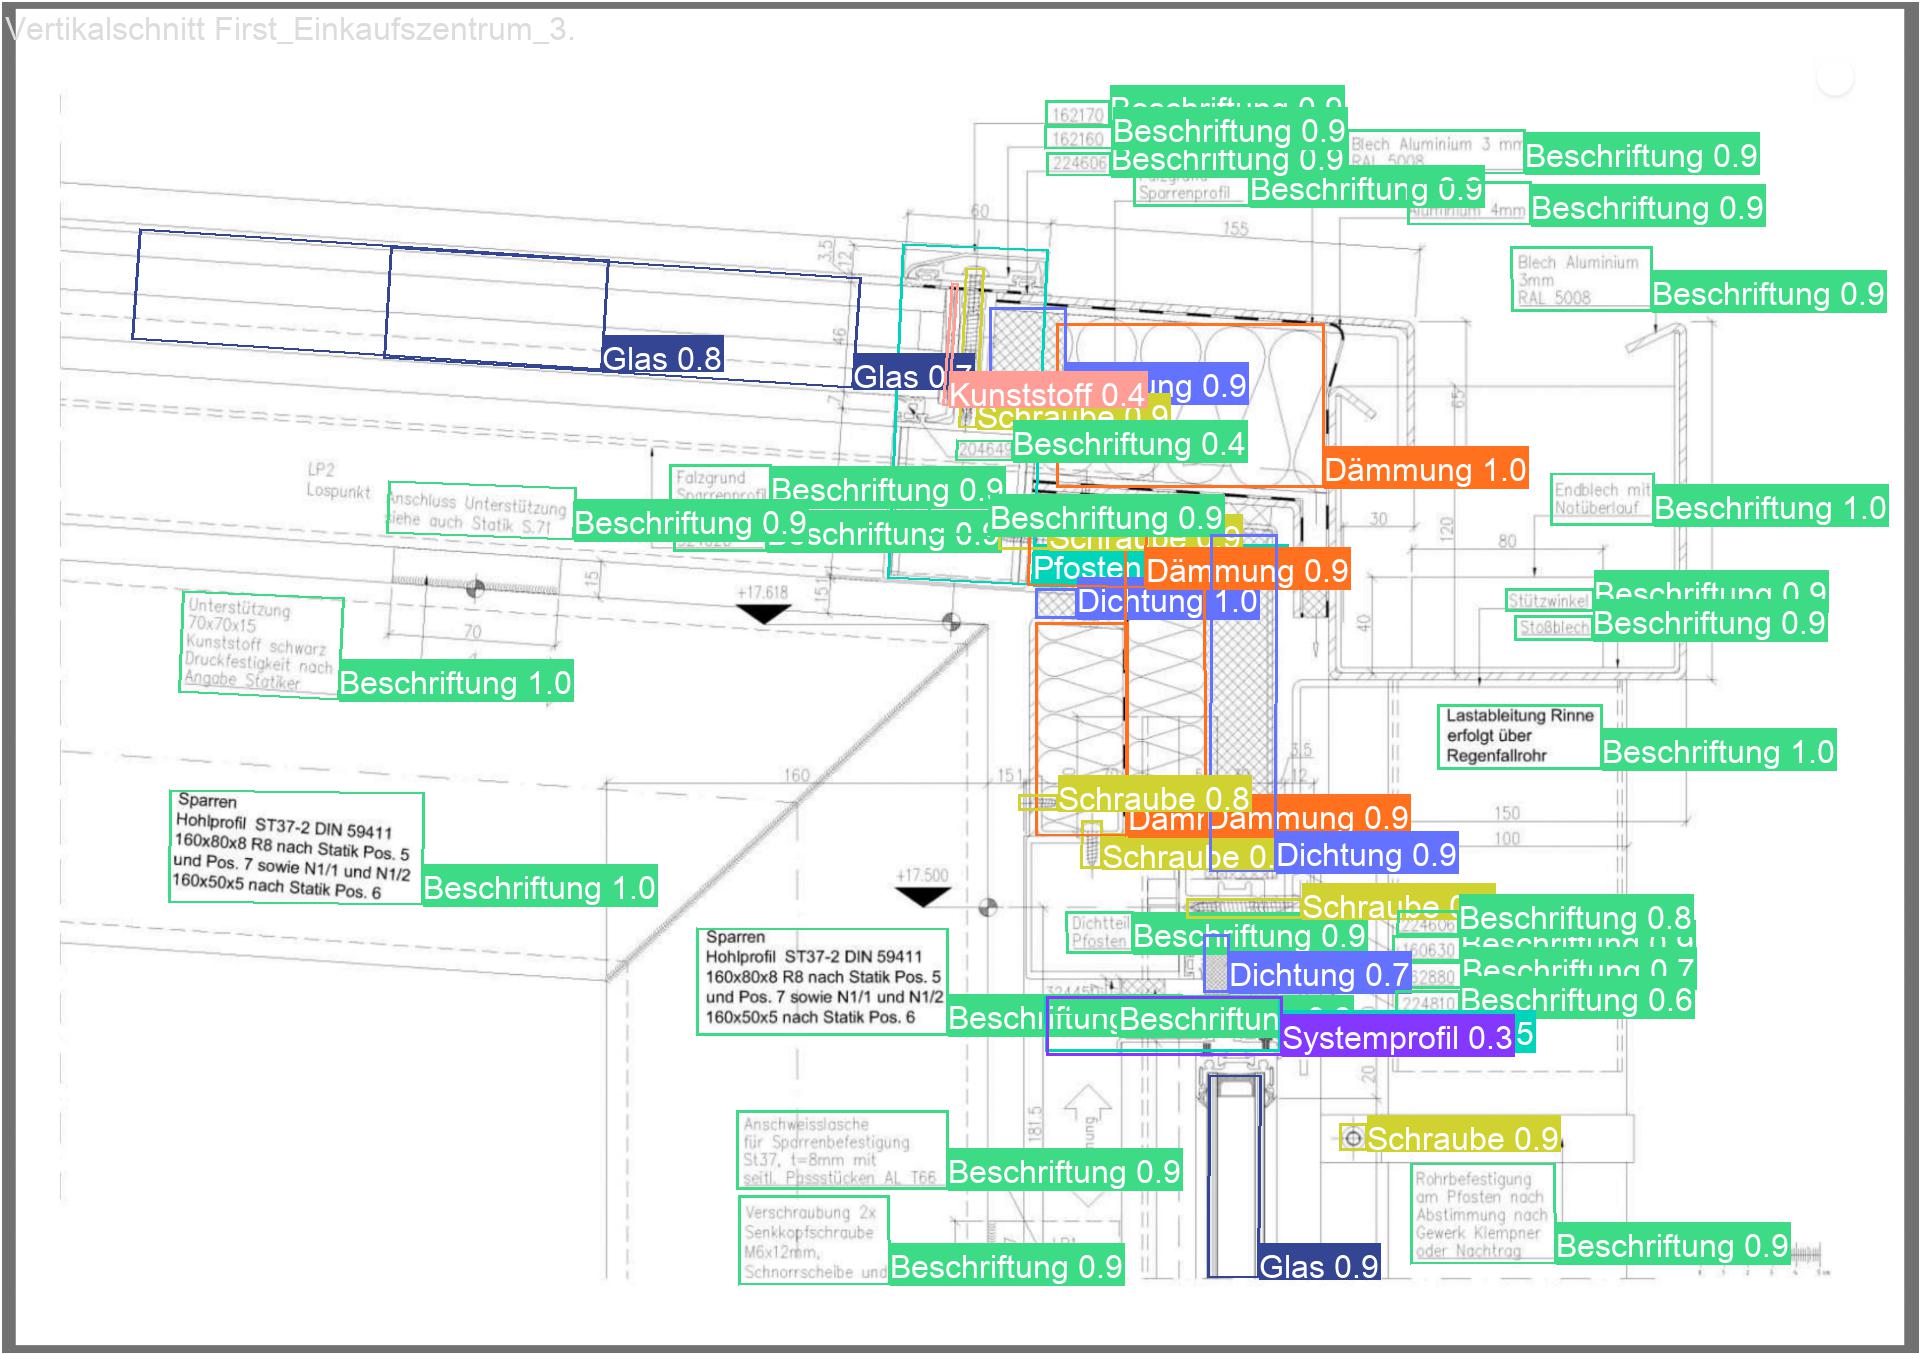 Vertikalschnitt First_Einkaufszentrum_3.
162170
Beschriftung 0.9
162160
Beschriftung 0.9
224606
Beschriftung 0.9
Blech Aluminium 3 mm
RAL 5008
Beschriftung 0.9
Falzgrund
Sparrenprofil
Beschriftung 0.9
Aluminium 4mm
Beschriftung 0.9
60
155
3,5
12
46
7
Blech Aluminium
3mm
RAL 5008
Beschriftung 0.9
Glas 0.8
Glas 0.7
Kunststoff 0.4
Schraube 0.9
204649
Beschriftung 0.4
Dämmung 1.0
65
LP2
Lospunkt
Anschluss Unterstützung
siehe auch Statik S.71
Beschriftung 0.9
Falzgrund
Sparrenprofil
Beschriftung 0.9
Beschriftung 0.9
Beschriftung 0.9
Schraube 0.9
Pfosten
Dämmung 0.9
Dichtung 1.0
30
120
80
40
Endblech mit
Notüberlauf
Beschriftung 1.0
Stützwinkel
Beschriftung 0.9
Stoßblech
Beschriftung 0.9
15
151
70
+17.618
Unterstützung
70x70x15
Kunststoff schwarz
Druckfestigkeit nach
Angabe Statiker
Beschriftung 1.0
Lastableitung Rinne
erfolgt über
Regenfallrohr
Beschriftung 1.0
3,5
160
151
12
150
100
Schraube 0.8
Dämmung 0.9
Dichtung 0.9
Sparren
Hohlprofil ST37-2 DIN 59411
160x80x8 R8 nach Statik Pos. 5
und Pos. 7 sowie N1/1 und N1/2
160x50x5 nach Statik Pos. 6
Beschriftung 1.0
+17.500
Schraube
224606
Beschriftung 0.8
160630
Beschriftung 0.9
Beschriftung 0.7
224810
Beschriftung 0.6
Dichtteil
Pfosten
Beschriftung 0.9
Dichtung 0.7
Sparren
Hohlprofil ST37-2 DIN 59411
160x80x8 R8 nach Statik Pos. 5
und Pos. 7 sowie N1/1 und N1/2
160x50x5 nach Statik Pos. 6
Systemprofil 0.3
20
181.5
Anschweisslasche
für Sparrenbefestigung
St37, t=8mm mit
seitl. Passstücken AL T66
Beschriftung 0.9
Schraube 0.9
Verschraubung 2x
Senkkopfschraube
M6x12mm,
Schnorrscheibe und
Beschriftung 0.9
Glas 0.9
Rohrbefestigung
am Pfosten nach
Abstimmung nach
Gewerk Klempner
oder Nachtrag
Beschriftung 0.9